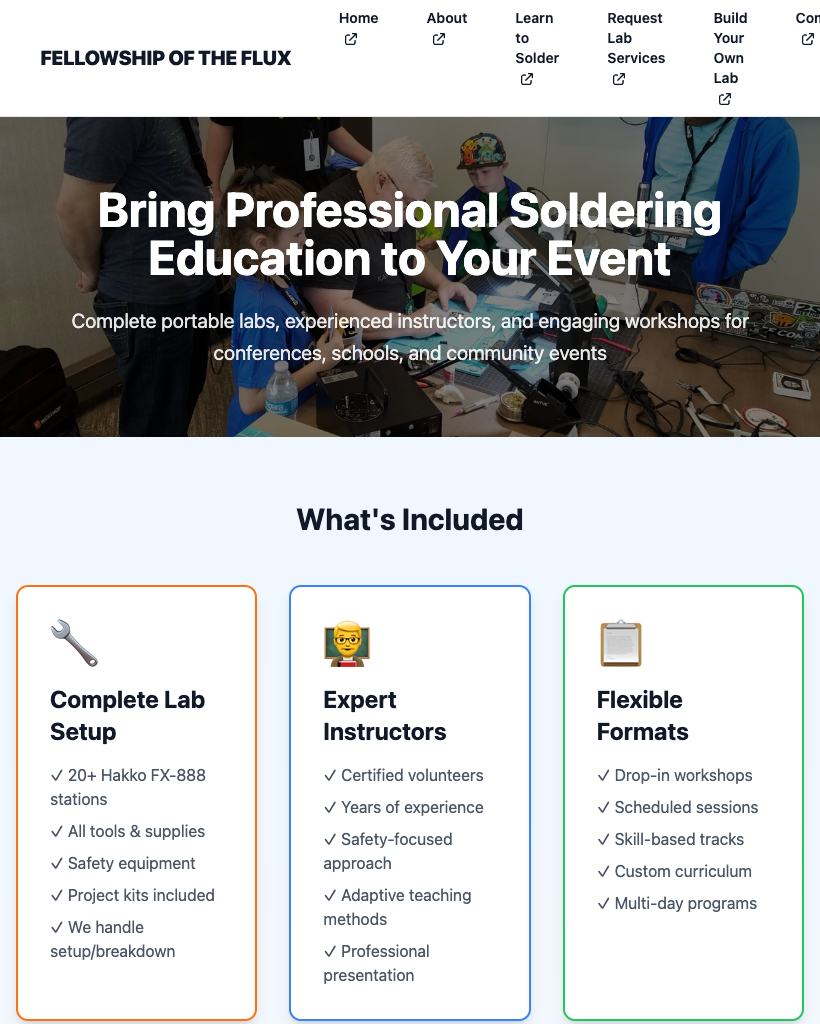 FELLOWSHIP OF THE FLUX
Home
About
Learn
to
Solder
Request
Lab
Services
Build
Your
Own
Lab
Bring Professional Soldering
Education to Your Event
Complete portable labs, experienced instructors, and engaging workshops for
conferences, schools, and community events
What's Included
Complete Lab
Setup
✓ 20+ Hakko FX-888
stations
✓ All tools & supplies
✓ Safety equipment
✓ Project kits included
✓ We handle
setup/breakdown
Expert
Instructors
✓ Certified volunteers
✓ Years of experience
✓ Safety-focused
approach
✓ Adaptive teaching
methods
✓ Professional
presentation
Flexible
Formats
✓ Drop-in workshops
✓ Scheduled sessions
✓ Skill-based tracks
✓ Custom curriculum
✓ Multi-day programs